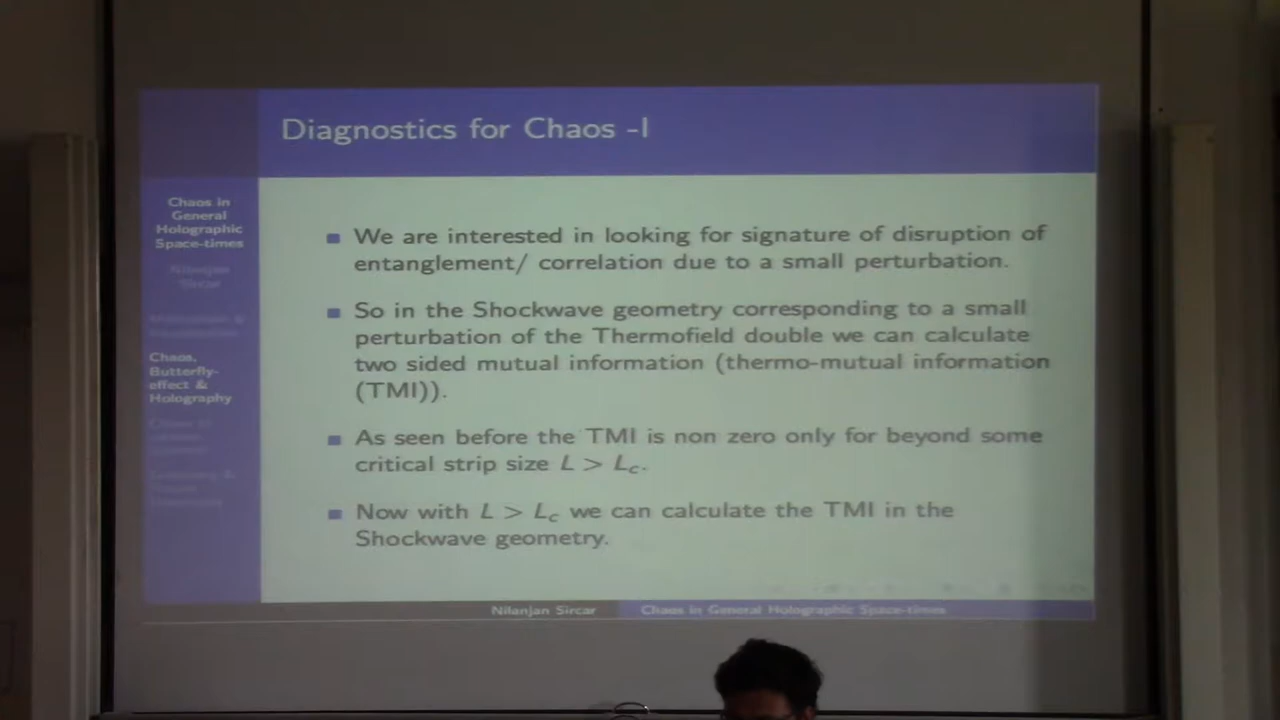 Diagnostics for Chaos -I
Chaos in
General
Holographic
Space-times
Nilanjan
Sircar
Chaos,
Butterfly-
effect &
Holography
We are interested in looking for signature of disruption of
entanglement/ correlation due to a small perturbation.
So in the Shockwave geometry corresponding to a small
perturbation of the Thermofield double we can calculate
two sided mutual information (thermo-mutual information
(TMI)).
As seen before the TMI is non zero only for beyond some
critical strip size L > Lc.
Now with L > Lc we can calculate the TMI in the
Shockwave geometry.
Nilanjan Sircar
Chaos in General Holographic Space-times